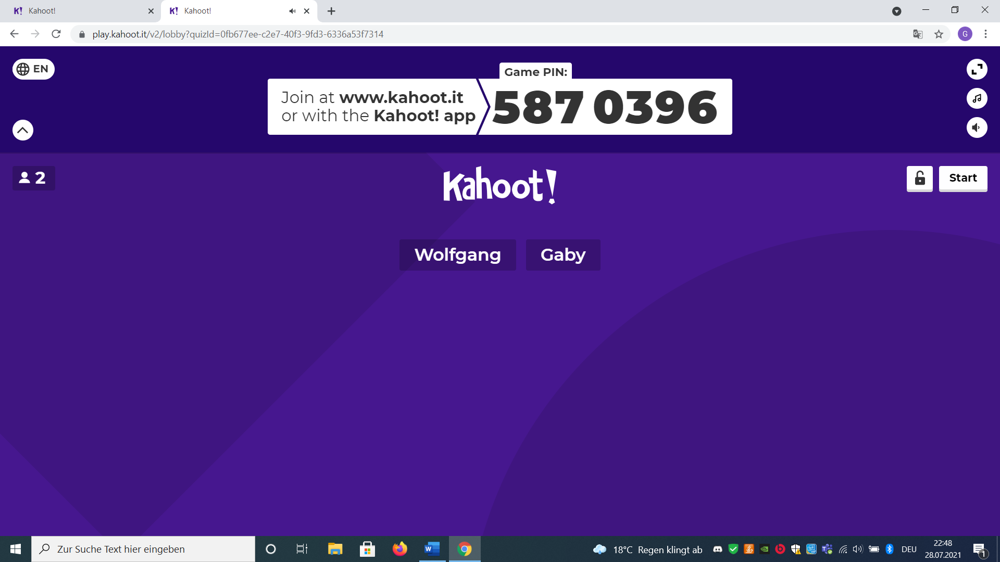 K! Kahoot!
K! Kahoot!
play.kahoot.it/v2/lobby?quizId=0fb677ee-c2e7-40f3-9fd3-6336a53f7314
G
EN
Game PIN:
Join at www.kahoot.it
or with the Kahoot! app
587 0396
2
Kahoot!
Start
Wolfgang
Gaby
Zur Suche Text hier eingeben
18°C Regen klingt ab
DEU
22:48
28.07.2021
1